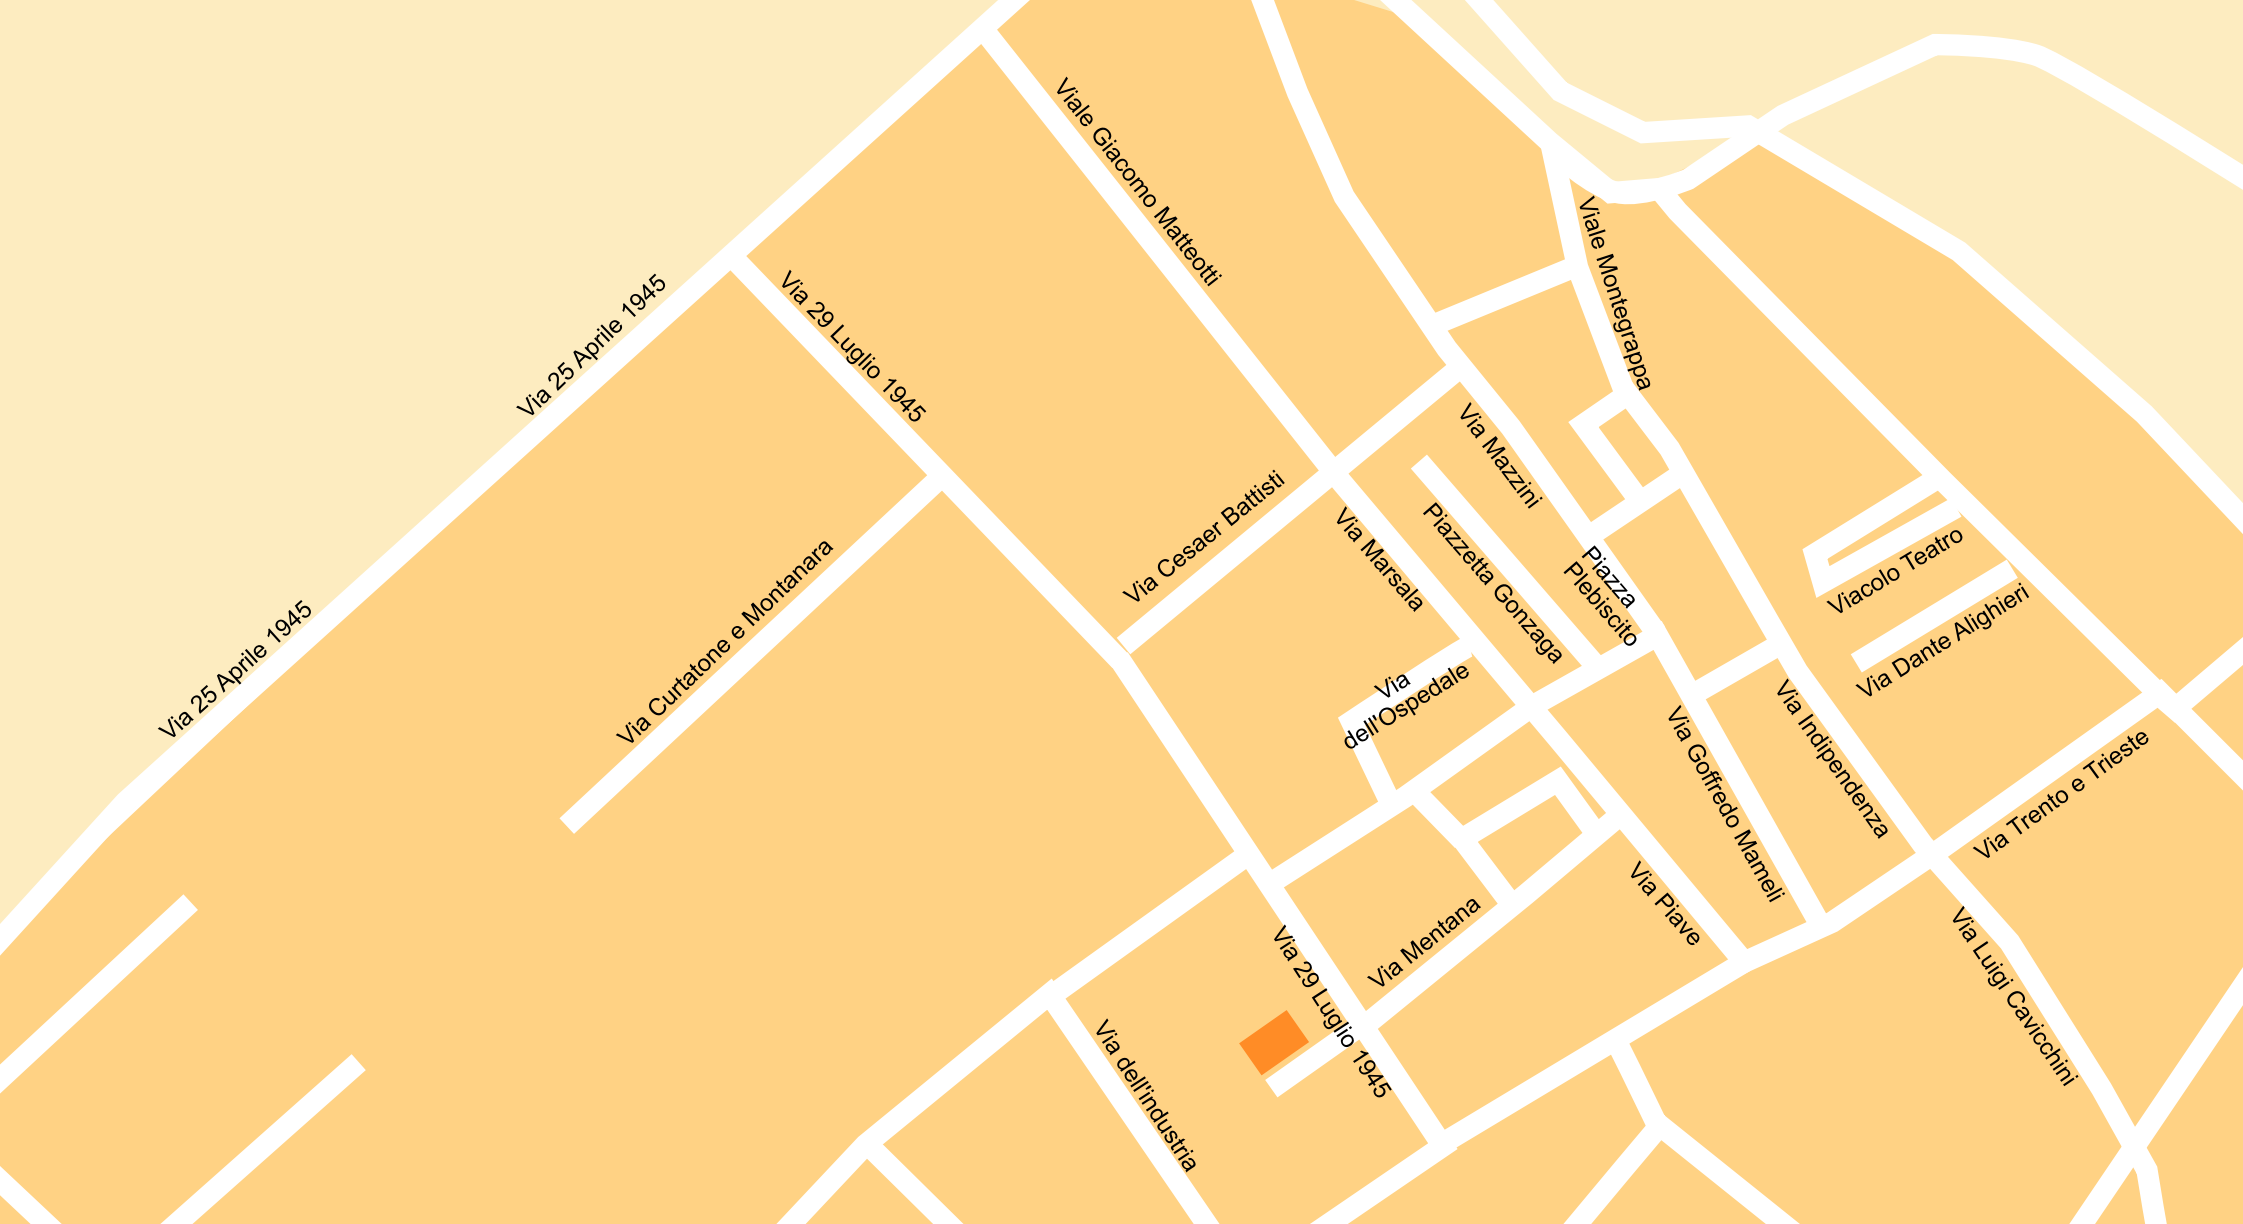 Viale Giacomo Matteotti
Viale Montegrappa
Via 25 Aprile 1945
Via 29 Luglio 1945
Via Mazzini
Via Cesaer Battisti
Via Marsala
Piazzetta Gonzaga
Piazza
Plebiscito
Viacolo Teatro
Via Dante Alighieri
Via Curtatone e Montanara
Via 25 Aprile 1945
Via
dell'Ospedale
Via Indipendenza
Via Goffredo Mameli
Via Trento e Trieste
Via Piave
Via Mentana
Via 29 Luglio 1945
Via Luigi Cavicchini
Via dell'industria